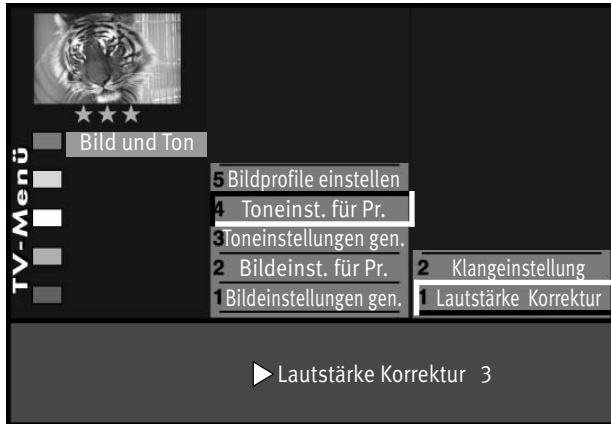 TV-Menü
Bild und Ton
5 Bildprofile einstellen
4 Toneinst. für Pr.
3 Toneinstellungen gen.
2 Bildeinst. für Pr.
1 Bildeinstellungen gen.
2 Klangeinstellung
1 Lautstärke Korrektur
Lautstärke Korrektur 3